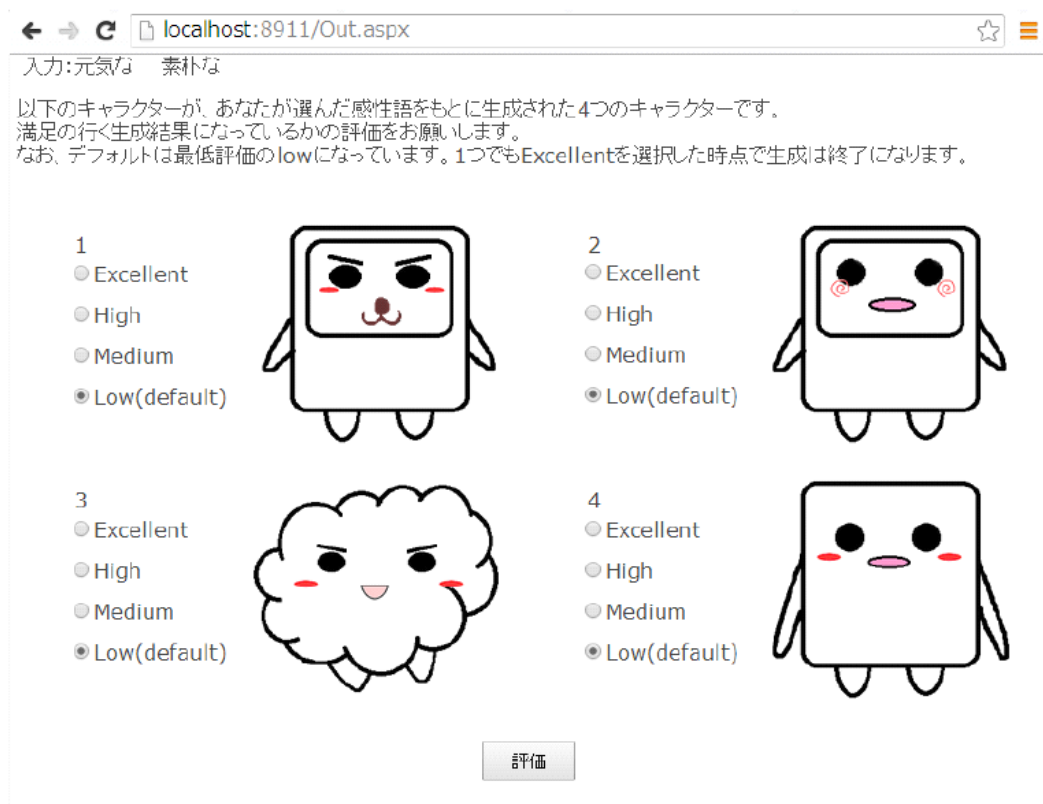 localhost:8911/Out.aspx
入力:元気な 素朴な
以下のキャラクターが、あなたが選んだ感性語をもとに生成された4つのキャラクターです。
満足の行く生成結果になっているかの評価をお願いします。
なお、デフォルトは最低評価のlowになっています。1つでもExcellentを選択した時点で生成は終了になります。
1
Excellent
High
Medium
Low(default)
2
Excellent
High
Medium
Low(default)
3
Excellent
High
Medium
Low(default)
4
Excellent
High
Medium
Low(default)
評価